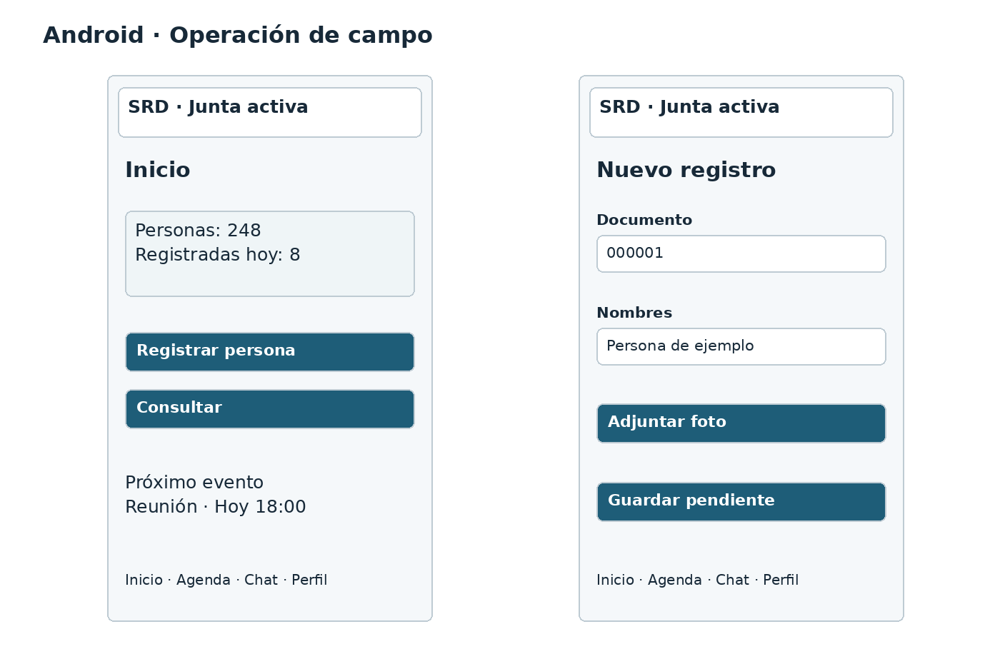 Android · Operación de campo
SRD · Junta activa
Inicio
Personas: 248
Registradas hoy: 8
Registrar persona
Consultar
Próximo evento
Reunión · Hoy 18:00
Inicio · Agenda · Chat · Perfil
SRD · Junta activa
Nuevo registro
Documento
000001
Nombres
Persona de ejemplo
Adjuntar foto
Guardar pendiente
Inicio · Agenda · Chat · Perfil